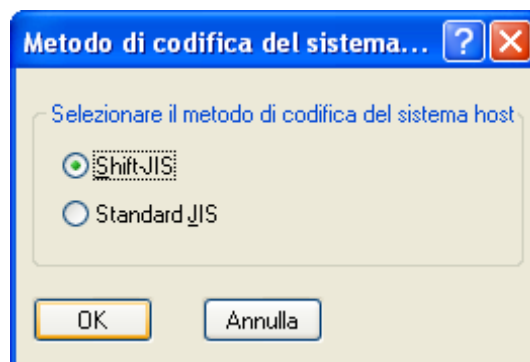 Metodo di codifica del sistema...
Selezionare il metodo di codifica del sistema host
Shift-JIS
Standard JIS
OK
Annulla